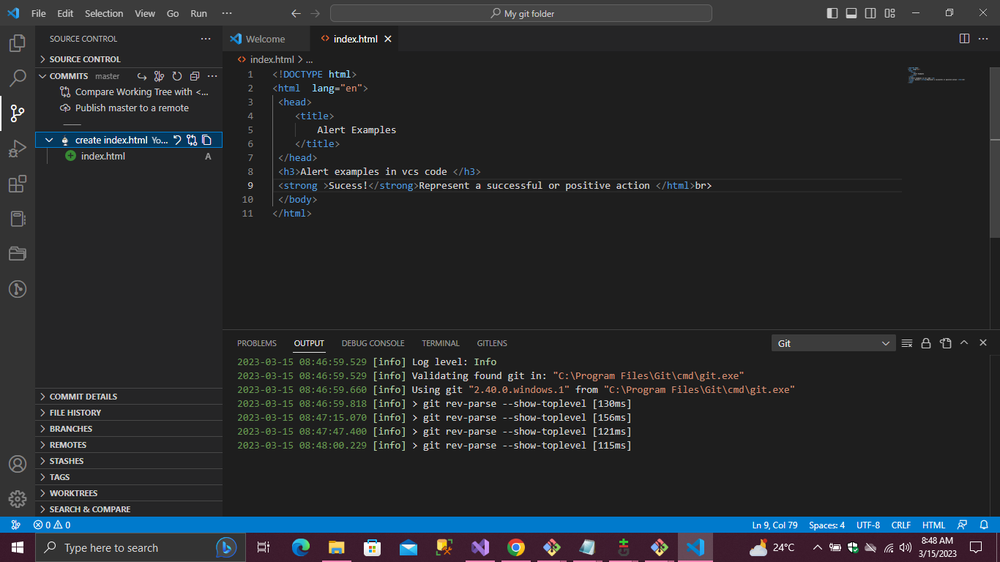 File Edit Selection View Go Run ··· My git folder
SOURCE CONTROL ···
SOURCE CONTROL
COMMITS master ···
Compare Working Tree with <...
Publish master to a remote
create index.html Yo...
index.html A
COMMIT DETAILS
FILE HISTORY
BRANCHES
REMOTES
STASHES
TAGS
WORKTREES
SEARCH & COMPARE
Welcome index.html
index.html > ...
1 <!DOCTYPE html>
2 <html  lang="en">
3 <head>
4 <title>
5 Alert Examples
6 </title>
7 </head>
8 <h3>Alert examples in vcs code </h3>
9 <strong >Sucess!</strong>Represent a successful or positive action </html>br>
10 </body>
11 </html>
PROBLEMS OUTPUT DEBUG CONSOLE TERMINAL GITLENS Git
2023-03-15 08:46:59.529 [info] Log level: Info
2023-03-15 08:46:59.529 [info] Validating found git in: "C:\Program Files\Git\cmd\git.exe"
2023-03-15 08:46:59.660 [info] Using git "2.40.0.windows.1" from "C:\Program Files\Git\cmd\git.exe"
2023-03-15 08:46:59.818 [info] > git rev-parse --show-toplevel [130ms]
2023-03-15 08:47:15.070 [info] > git rev-parse --show-toplevel [156ms]
2023-03-15 08:47:47.400 [info] > git rev-parse --show-toplevel [121ms]
2023-03-15 08:48:00.229 [info] > git rev-parse --show-toplevel [115ms]
0 0 Ln 9, Col 79 Spaces: 4 UTF-8 CRLF HTML
Type here to search 24°C 8:48 AM
3/15/2023